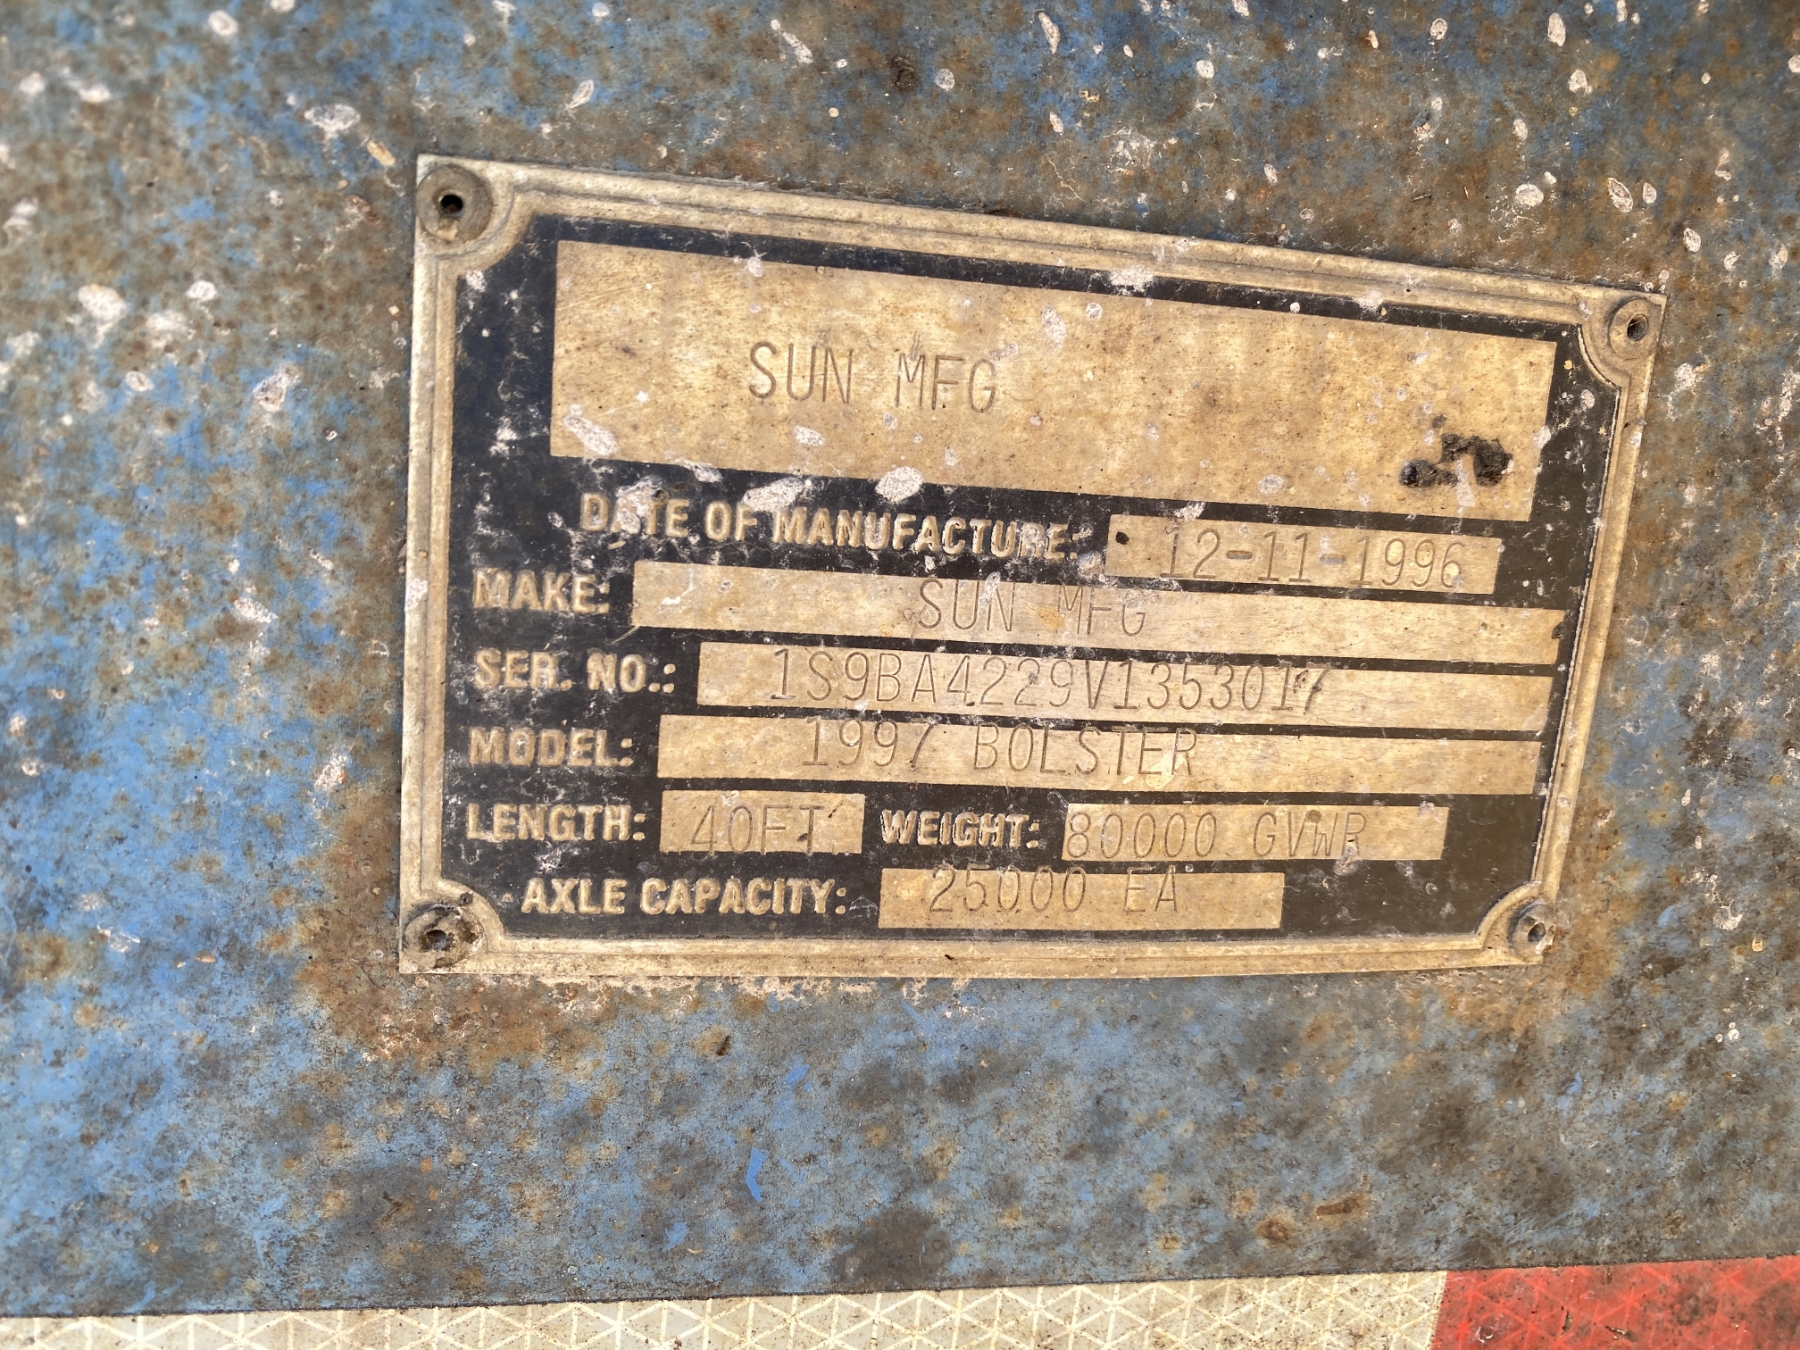 SUN MFG
DATE OF MANUFACTURE: 12-11-1996
MAKE: SUN MFG
SER. NO.: 1S9BA4229V1353017
MODEL: 1997 BOLSTER
LENGTH: 40FT. WEIGHT: 80000 GVWR
AXLE CAPACITY: 25000 EA